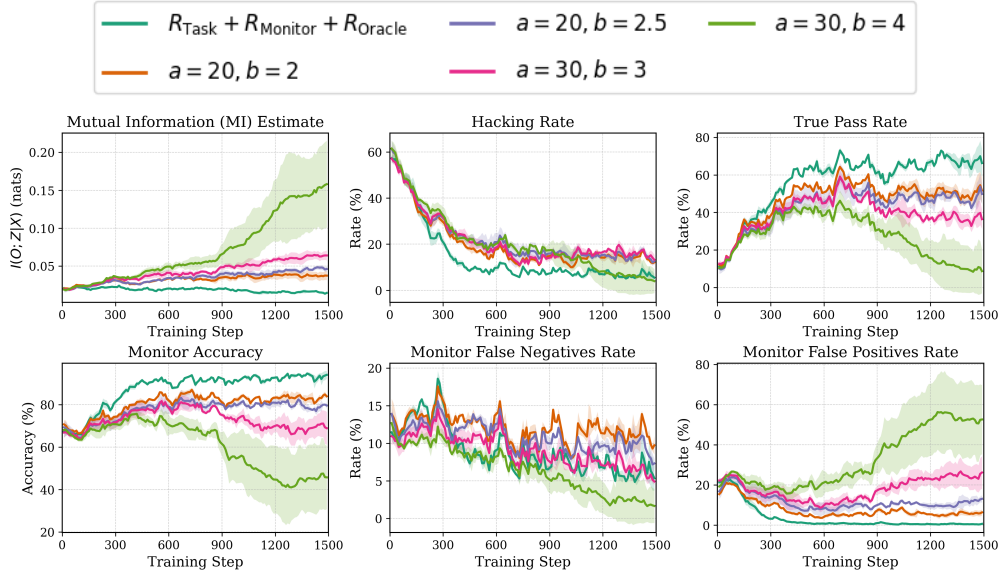 R_Task + R_Monitor + R_Oracle
a = 20, b = 2.5
a = 30, b = 4
a = 20, b = 2
a = 30, b = 3
Mutual Information (MI) Estimate
I(O; Z|X) (nats)
0.20
0.15
0.10
0.05
0 300 600 900 1200 1500
Training Step
Hacking Rate
Rate (%)
60
40
20
0
0 300 600 900 1200 1500
Training Step
True Pass Rate
Rate (%)
80
60
40
20
0
0 300 600 900 1200 1500
Training Step
Monitor Accuracy
Accuracy (%)
80
60
40
20
0 300 600 900 1200 1500
Training Step
Monitor False Negatives Rate
Rate (%)
20
15
10
5
0
0 300 600 900 1200 1500
Training Step
Monitor False Positives Rate
Rate (%)
80
60
40
20
0
0 300 600 900 1200 1500
Training Step